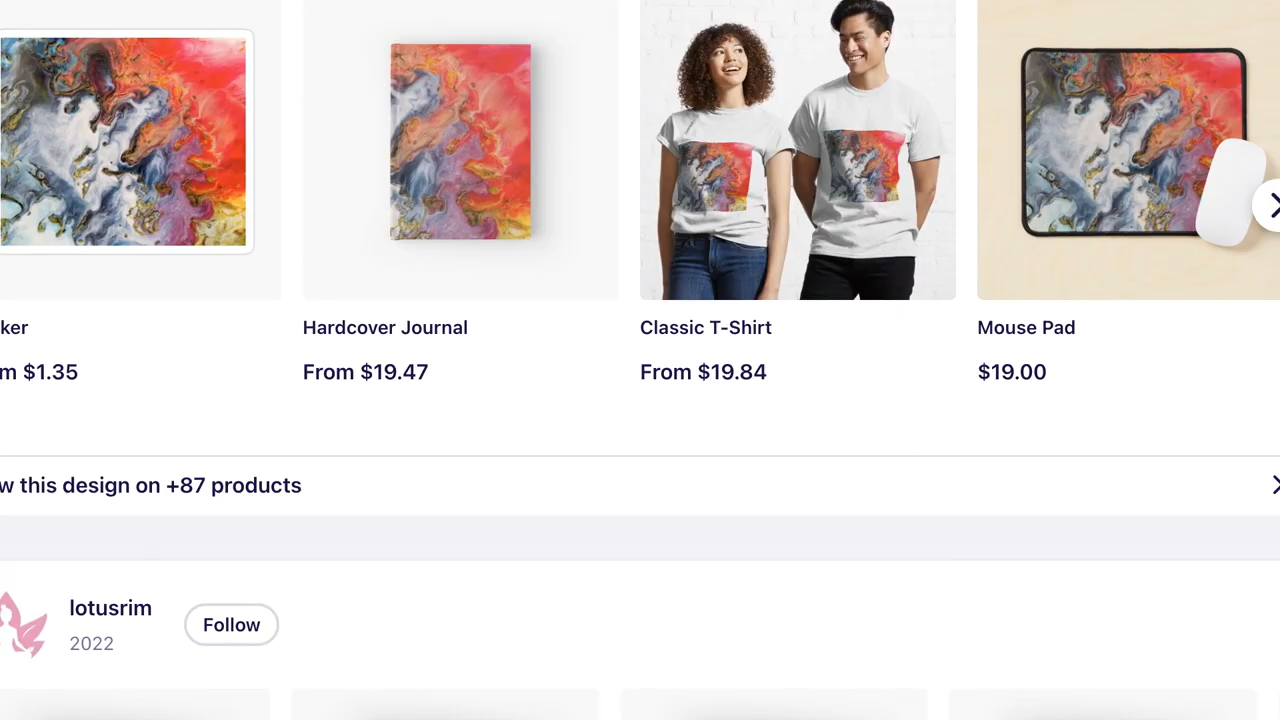 ker
Hardcover Journal
Classic T-Shirt
Mouse Pad
m $1.35
From $19.47
From $19.84
$19.00
w this design on +87 products
lotusrim
2022
Follow